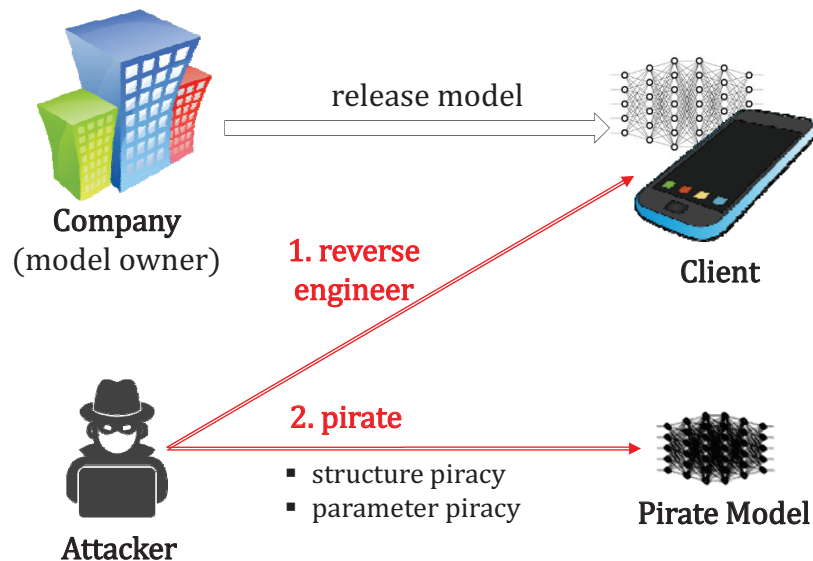 release model
Company
(model owner)
Client
1. reverse
engineer
2. pirate
▪ structure piracy
▪ parameter piracy
Attacker
Pirate Model